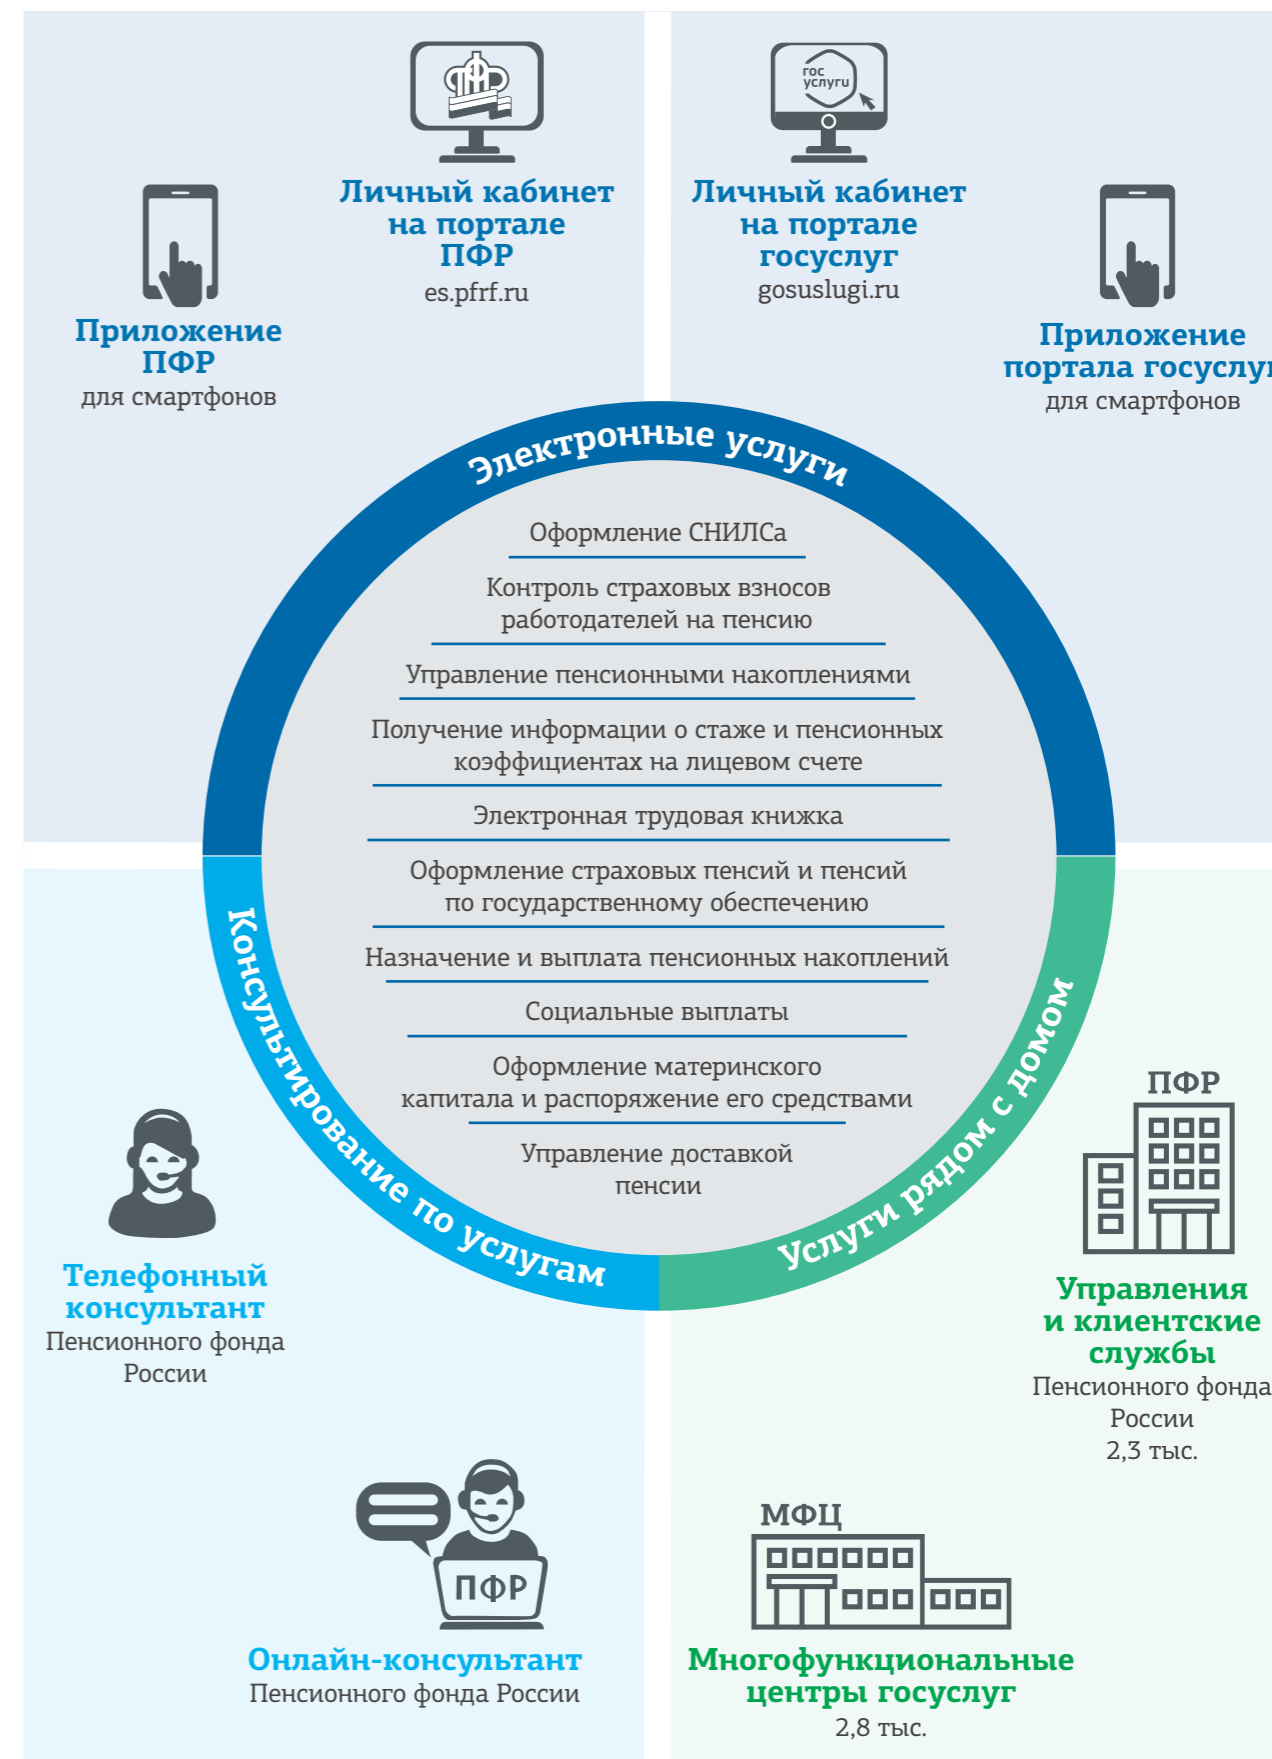 гос
услуги
Личный кабинет
на портале
ПФР
es.pfrf.ru
Личный кабинет
на портале
госуслуг
gosuslugi.ru
Приложение
ПФР
для смартфонов
Приложение
портала госуслуг
для смартфонов
Электронные услуги
Оформление СНИЛСа
Контроль страховых взносов
работодателей на пенсию
Управление пенсионными накоплениями
Получение информации о стаже и пенсионных
коэффициентах на лицевом счете
Электронная трудовая книжка
Оформление страховых пенсий и пенсий
по государственному обеспечению
Назначение и выплата пенсионных накоплений
Социальные выплаты
Оформление материнского
капитала и распоряжение его средствами
Управление доставкой
пенсии
Консультирование по услугам
Услуги рядом с домом
Телефонный
консультант
Пенсионного фонда
России
ПФР
Управления
и клиентские
службы
Пенсионного фонда
России
2,3 тыс.
ПФР
Онлайн-консультант
Пенсионного фонда России
МФЦ
Многофункциональные
центры госуслуг
2,8 тыс.